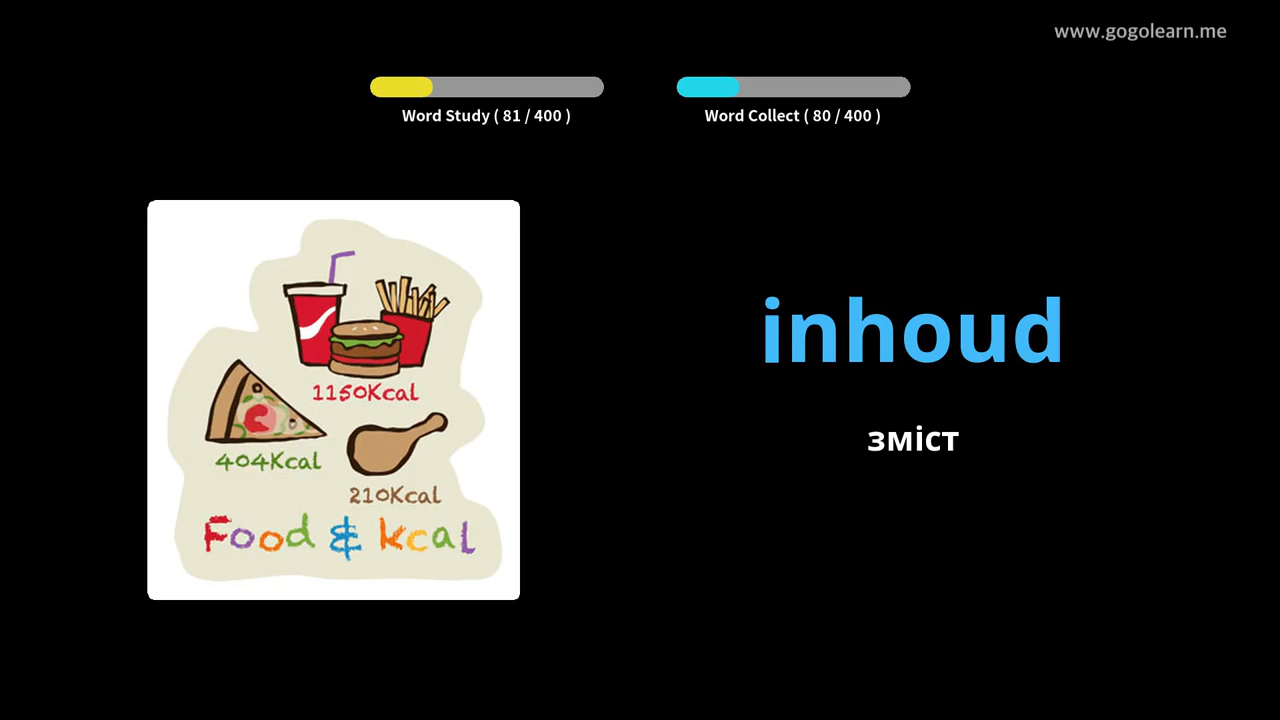 www.gogolearn.me
Word Study ( 81 / 400 )
Word Collect ( 80 / 400 )
1150Kcal
404Kcal
210Kcal
Food & kcal
inhoud
зміст